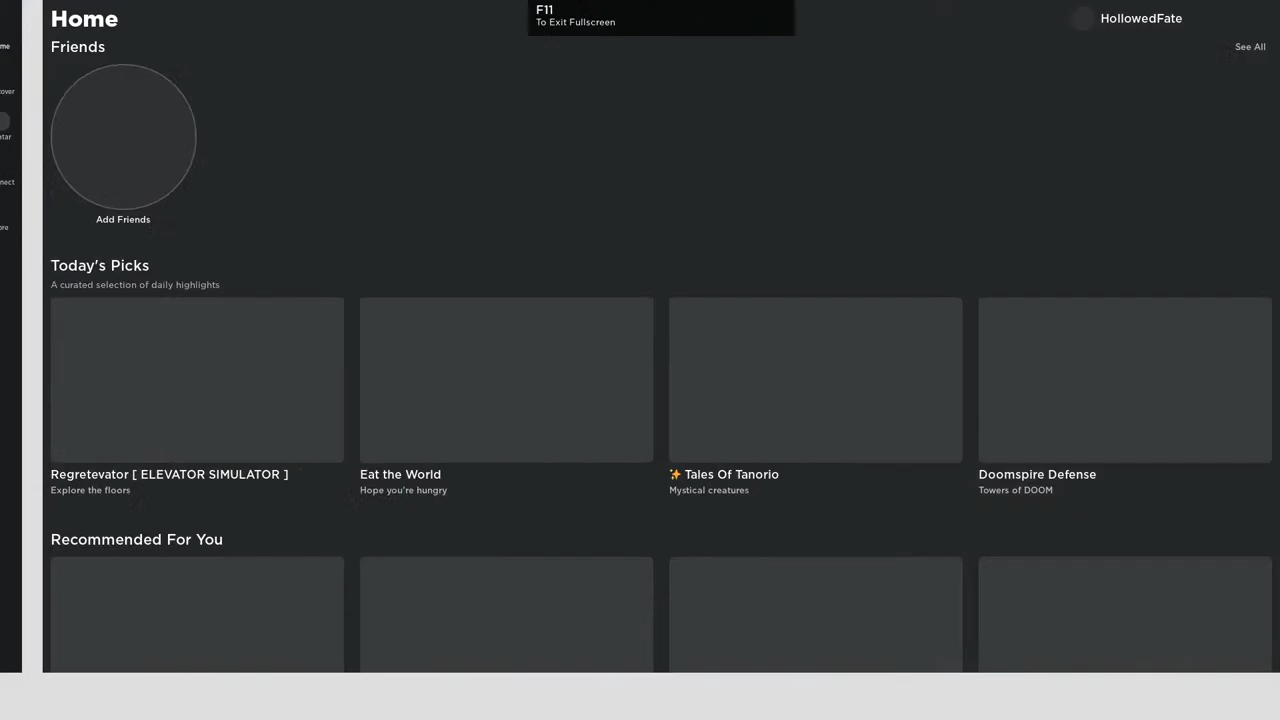 Home
F11
To Exit Fullscreen
HollowedFate
Friends
See All
Add Friends
Today's Picks
A curated selection of daily highlights
Regretevator [ ELEVATOR SIMULATOR ]
Explore the floors
Eat the World
Hope you're hungry
✨ Tales Of Tanorio
Mystical creatures
Doomspire Defense
Towers of DOOM
Recommended For You